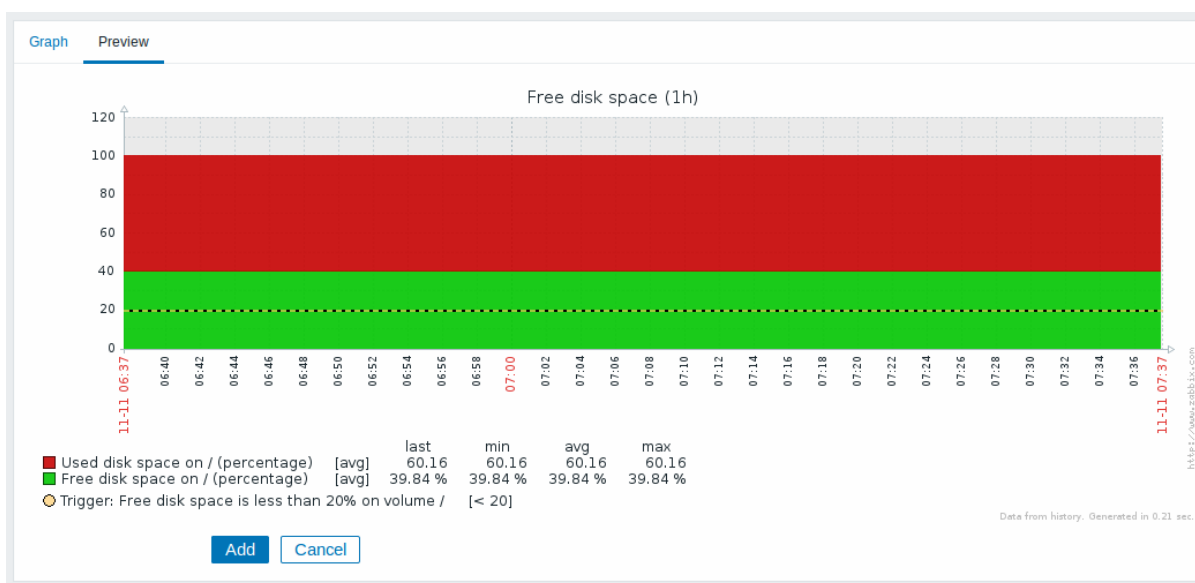 Graph Preview
Free disk space (1h)
120
100
80
60
40
20
0
11-11 06:37 06:40 06:42 06:44 06:46 06:48 06:50 06:52 06:54 06:56 06:58 07:00 07:02 07:04 07:06 07:08 07:10 07:12 07:14 07:16 07:18 07:20 07:22 07:24 07:26 07:28 07:30 07:32 07:34 07:36 11-11 07:37
http://www.zabbix.com
last min avg max
Used disk space on / (percentage) [avg] 60.16 60.16 60.16 60.16
Free disk space on / (percentage) [avg] 39.84 % 39.84 % 39.84 % 39.84 %
Trigger: Free disk space is less than 20% on volume / [< 20]
Data from history. Generated in 0.21 sec.
Add Cancel